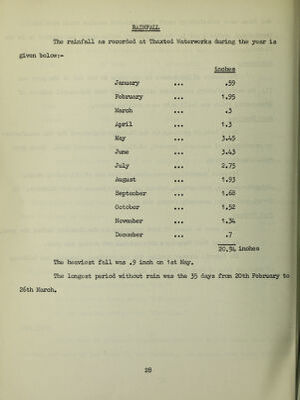 RAINFALL
The rainfall as recorded at Thaxted Waterworks during the year is
given below:-
inches
January ... .59
February ... 1.95
March ... .3
April ... 1.3
May ... 3.45
June ... 3.43
July ... 2.75
August ... 1.93
September ... 1.68
October ... 1.52
November ... 1.34
December ... .7
20.94 inches
The heaviest fall was .9 inch on 1st May.
The longest period without rain was the 35 days from 20th February to
26th March.
28